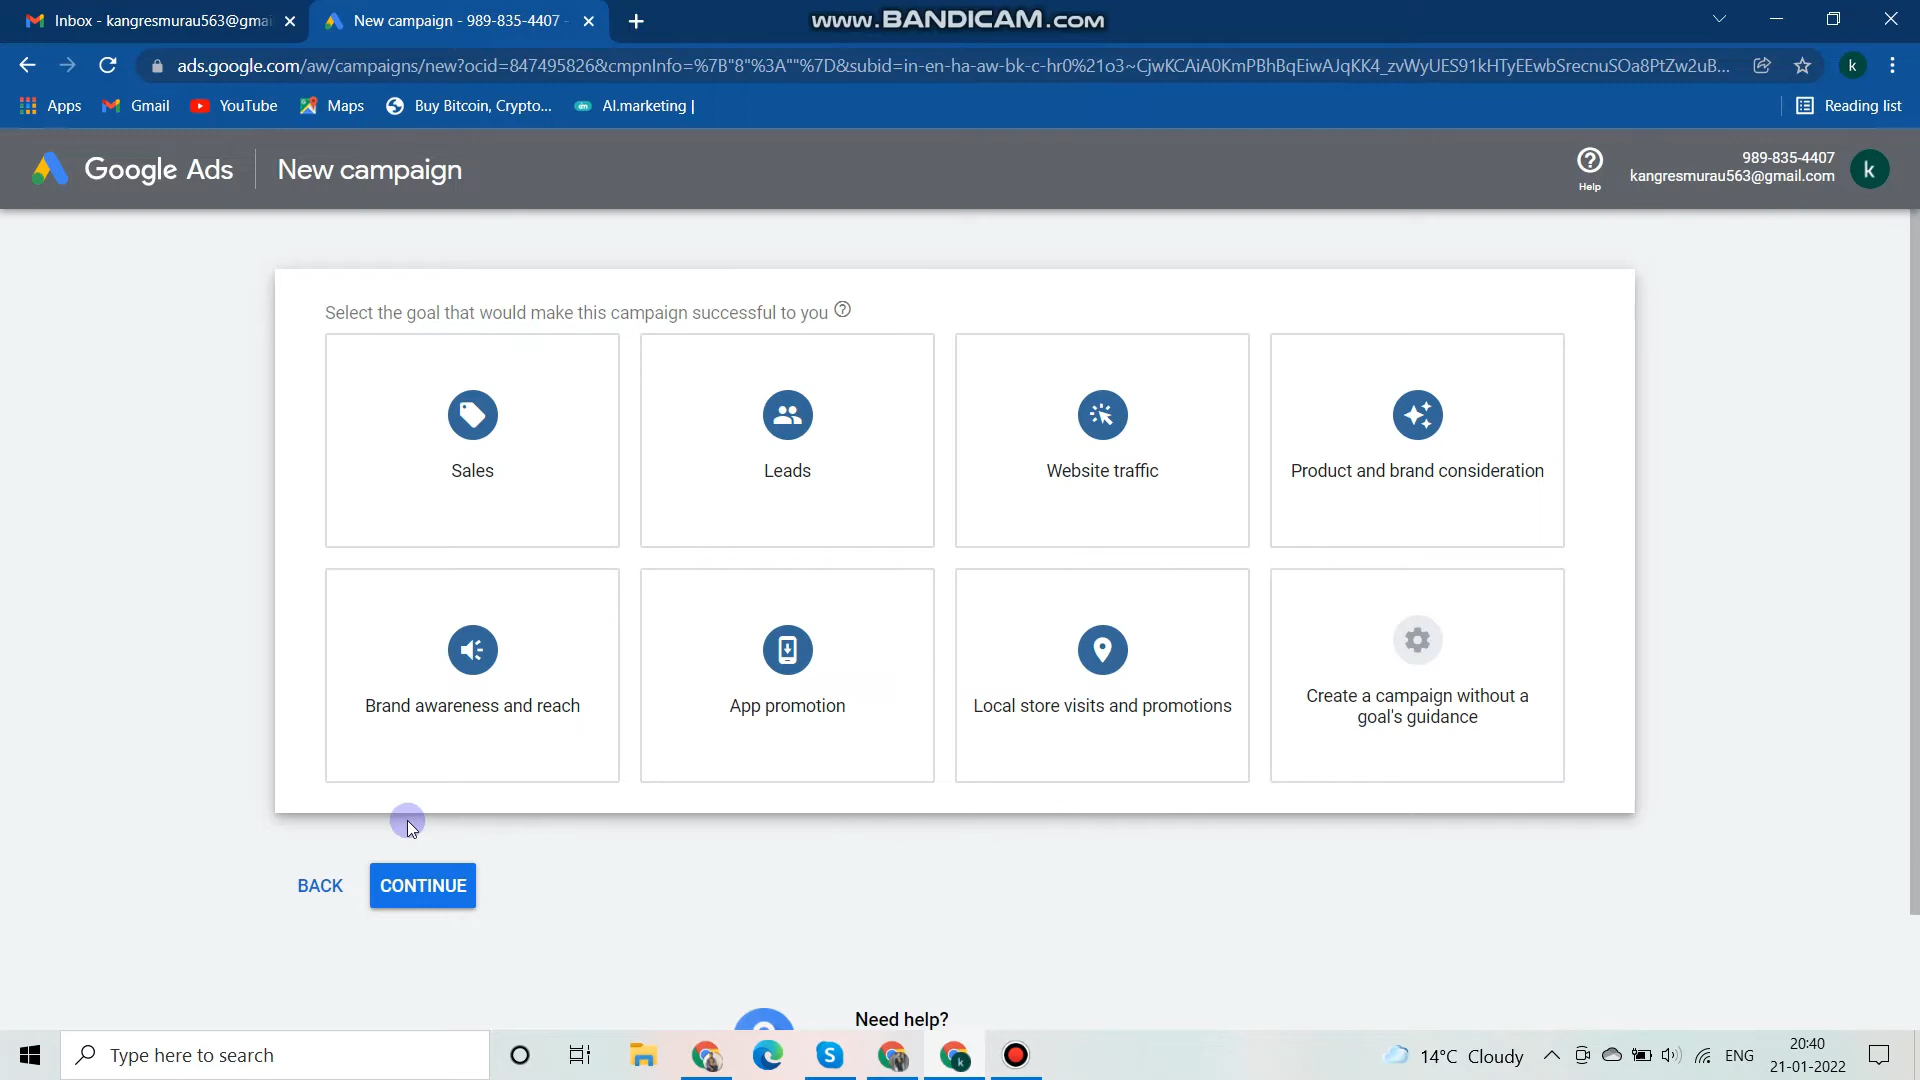 Inbox - kangresmurau563@gmai
New campaign - 989-835-4407 -
www.BANDICAM.com
ads.google.com/aw/campaigns/new?ocid=847495826&cmpnInfo=%7B"8"%3A""%7D&subid=in-en-ha-aw-bk-c-hr0%21o3~CjwKCAiA0KmPBhBqEiwAJqKK4_zvWyUES91kHTyEEwbSrecnuSOa8PtZw2uB...
k
Apps
Gmail
YouTube
Maps
Buy Bitcoin, Crypto...
AI.marketing |
Reading list
Google Ads
New campaign
Help
989-835-4407
kangresmurau563@gmail.com
k
Select the goal that would make this campaign successful to you
Sales
Leads
Website traffic
Product and brand consideration
Brand awareness and reach
App promotion
Local store visits and promotions
Create a campaign without a
goal's guidance
BACK
CONTINUE
Need help?
Type here to search
14°C Cloudy
ENG
20:40
21-01-2022